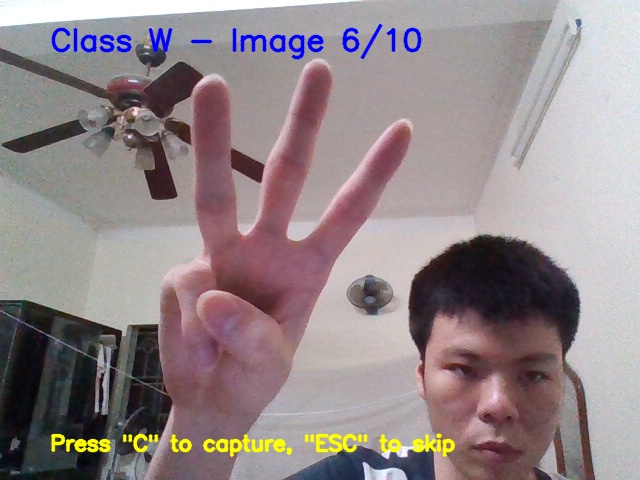 Class W - Image 6/10
Press "C" to capture, "ESC" to skip